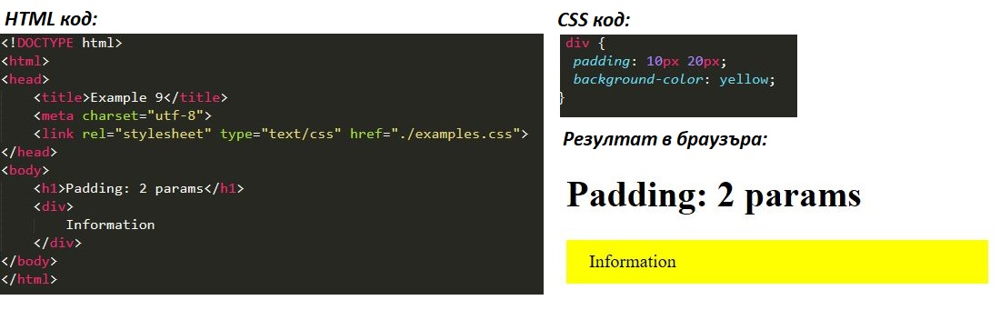 HTML код:
<!DOCTYPE html>
<html>
<head>
    <title>Example 9</title>
    <meta charset="utf-8">
    <link rel="stylesheet" type="text/css" href="./examples.css">
</head>
<body>
    <h1>Padding: 2 params</h1>
    <div>
        Information
    </div>
</body>
</html>
CSS код:
div {
 padding: 10px 20px;
 background-color: yellow;
}
Резултат в браузъра:
Padding: 2 params
Information